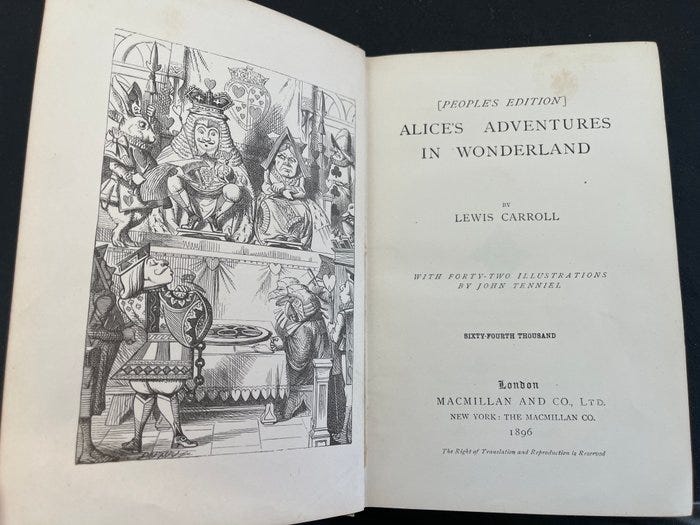 [PEOPLE'S EDITION]
ALICE'S ADVENTURES
IN WONDERLAND
BY
LEWIS CARROLL
WITH FORTY-TWO ILLUSTRATIONS
BY JOHN TENNIEL
SIXTY-FOURTH THOUSAND
London
MACMILLAN AND CO., LTD.
NEW YORK: THE MACMILLAN CO.
1896
The Right of Translation and Reproduction is Reserved